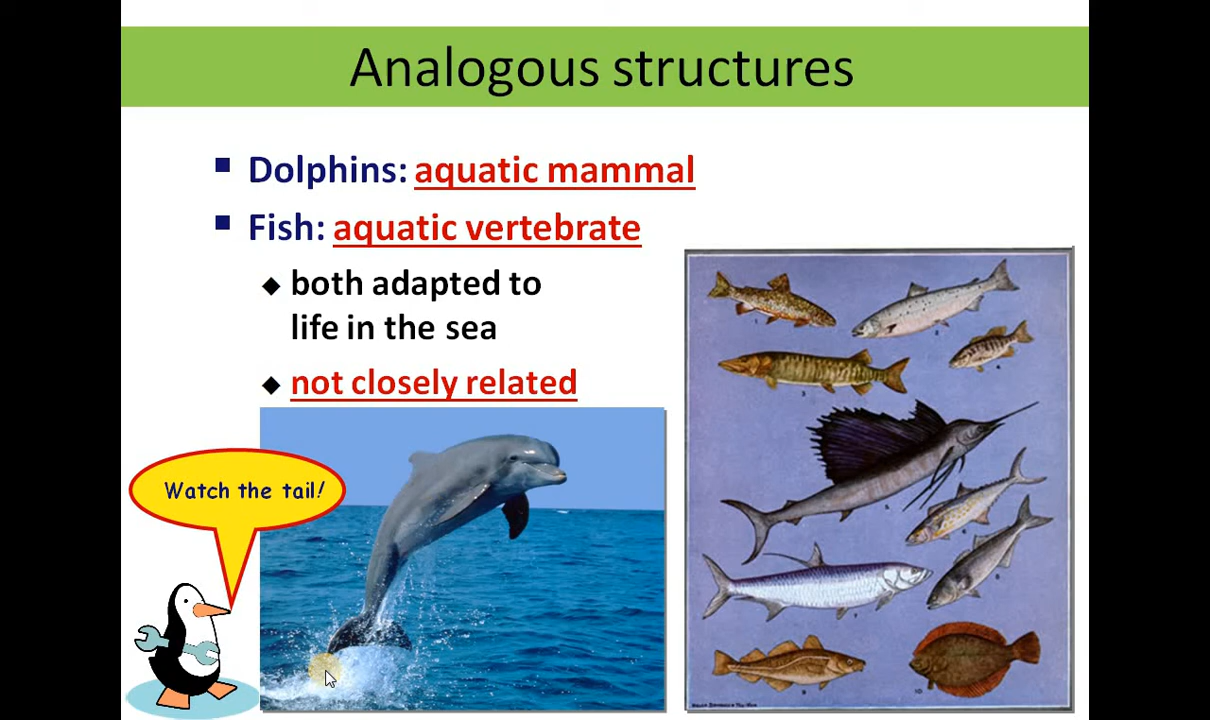 Analogous structures
Dolphins: aquatic mammal
Fish: aquatic vertebrate
both adapted to
life in the sea
not closely related
Watch the tail!